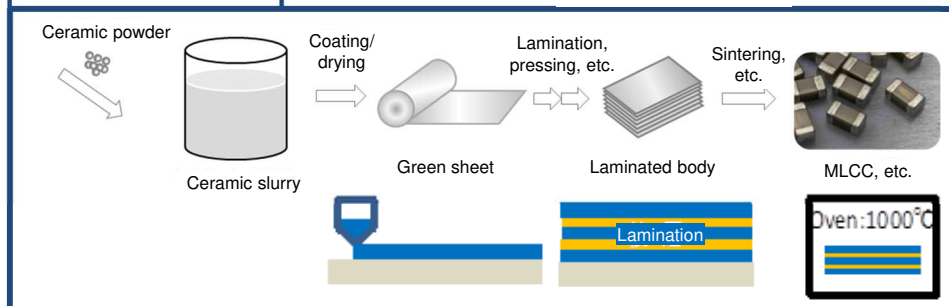 Ceramic powder
Coating/
drying
Lamination,
pressing, etc.
Sintering,
etc.
Ceramic slurry
Green sheet
Laminated body
MLCC, etc.
Lamination
Oven:1000°C